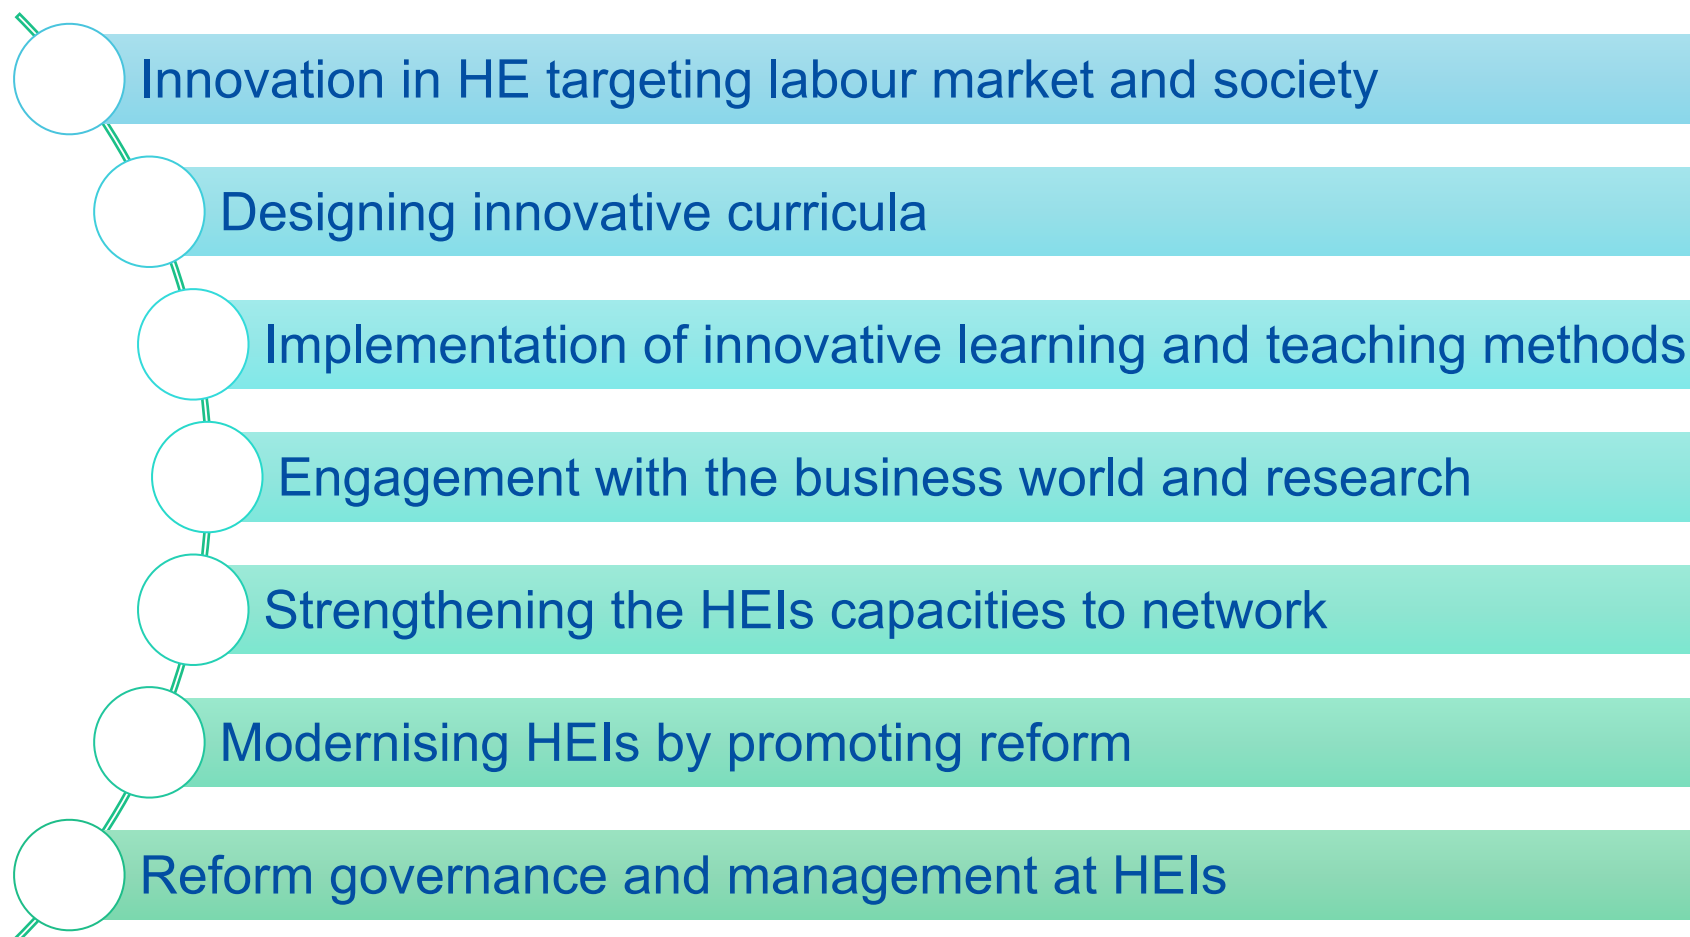 Innovation in HE targeting labour market and society
Designing innovative curricula
Implementation of innovative learning and teaching methods
Engagement with the business world and research
Strengthening the HEIs capacities to network
Modernising HEIs by promoting reform
Reform governance and management at HEIs